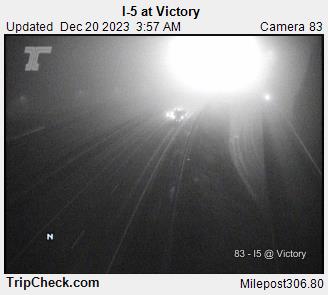 I-5 at Victory
Updated Dec 20 2023 3:57 AM Camera 83
T
N
83 - I5 @ Victory
TripCheck.com Milepost306.80